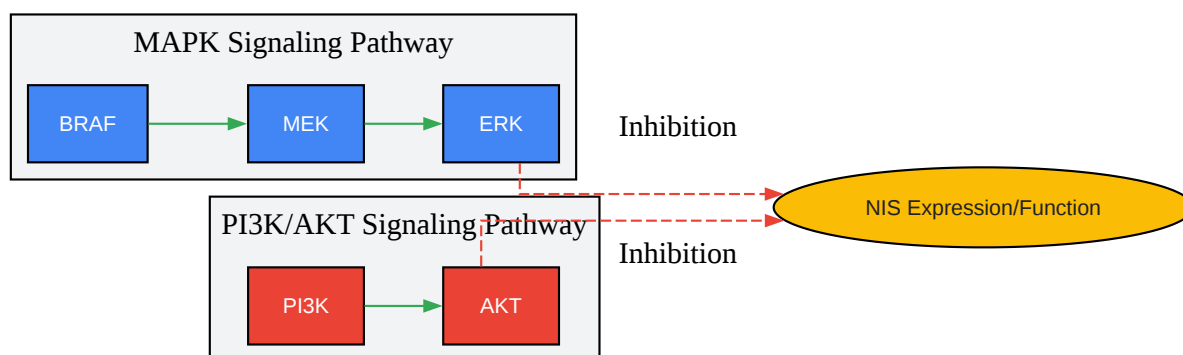 MAPK Signaling Pathway
BRAF
MEK
ERK
Inhibition
NIS Expression/Function
PI3K/AKT Signaling Pathway
Inhibition
PI3K
AKT